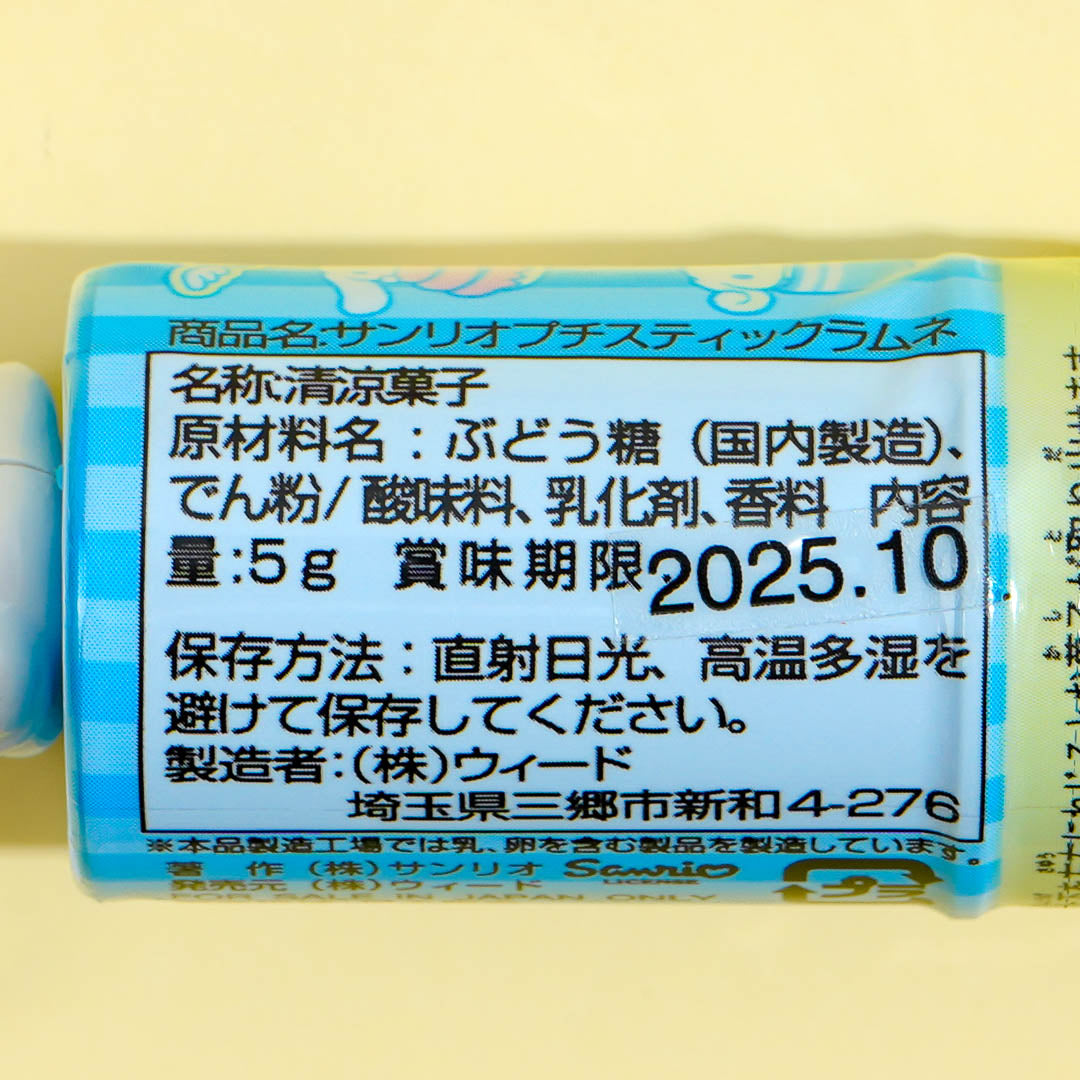 商品名:サンリオプチスティックラムネ
名称:清涼菓子
原材料名：ぶどう糖（国内製造）、
でん粉/酸味料、乳化剤、香料　内容
量:5g　賞味期限 2025.10
保存方法：直射日光、高温多湿を
避けて保存してください。
製造者：(株)ウィード
埼玉県三郷市新和4-276
※本品製造工場では乳、卵を含む製品を製造しています。
著　作（株）サンリオ Sanrio
発売元（株）ウィード LICENSE
FOR SALE IN JAPAN ONLY
プラ